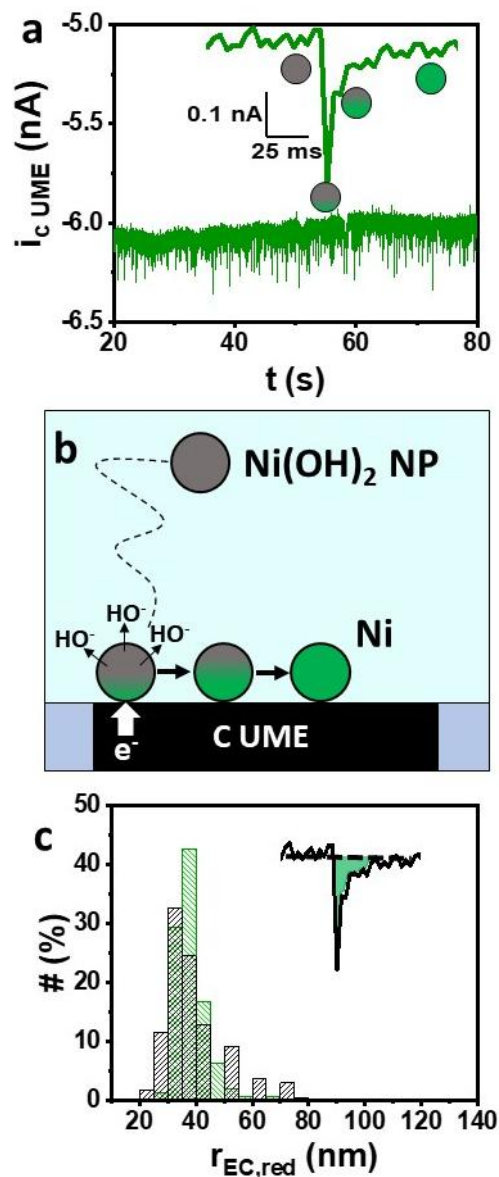 a
-5.0
-5.5
-6.0
-6.5
i_C UME (nA)
0.1 nA
25 ms
20 40 60 80
t (s)
b
Ni(OH)₂ NP
HO⁻ HO⁻ HO⁻
Ni
e⁻
C UME
c
50
40
30
20
10
0
# (%)
20 40 60 80 100 120 140
r_EC,red (nm)